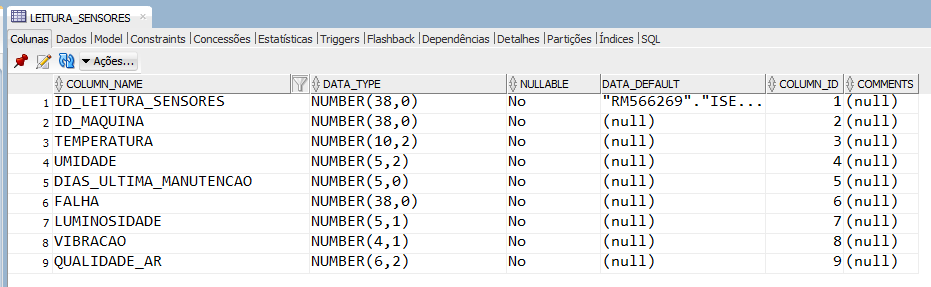 LEITURA_SENSORES
Colunas Dados Model Constraints Concessões Estatísticas Triggers Flashback Dependências Detalhes Partições Índices SQL
Ações...
COLUMN_NAME DATA_TYPE NULLABLE DATA_DEFAULT COLUMN_ID COMMENTS
1 ID_LEITURA_SENSORES NUMBER(38,0) No "RM566269"."ISE... 1 (null)
2 ID_MAQUINA NUMBER(38,0) No (null) 2 (null)
3 TEMPERATURA NUMBER(10,2) No (null) 3 (null)
4 UMIDADE NUMBER(5,2) No (null) 4 (null)
5 DIAS_ULTIMA_MANUTENCAO NUMBER(5,0) No (null) 5 (null)
6 FALHA NUMBER(38,0) No (null) 6 (null)
7 LUMINOSIDADE NUMBER(5,1) No (null) 7 (null)
8 VIBRACAO NUMBER(4,1) No (null) 8 (null)
9 QUALIDADE_AR NUMBER(6,2) No (null) 9 (null)